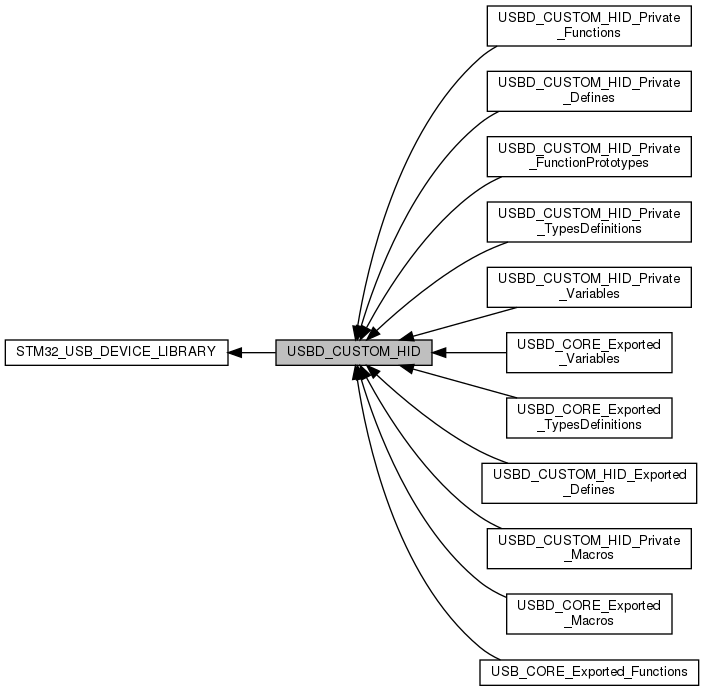 USBD_CUSTOM_HID_Private
_Functions
USBD_CUSTOM_HID_Private
_Defines
USBD_CUSTOM_HID_Private
_FunctionPrototypes
USBD_CUSTOM_HID_Private
_TypesDefinitions
USBD_CUSTOM_HID_Private
_Variables
STM32_USB_DEVICE_LIBRARY
USBD_CUSTOM_HID
USBD_CORE_Exported
_Variables
USBD_CORE_Exported
_TypesDefinitions
USBD_CUSTOM_HID_Exported
_Defines
USBD_CUSTOM_HID_Private
_Macros
USBD_CORE_Exported
_Macros
USB_CORE_Exported_Functions